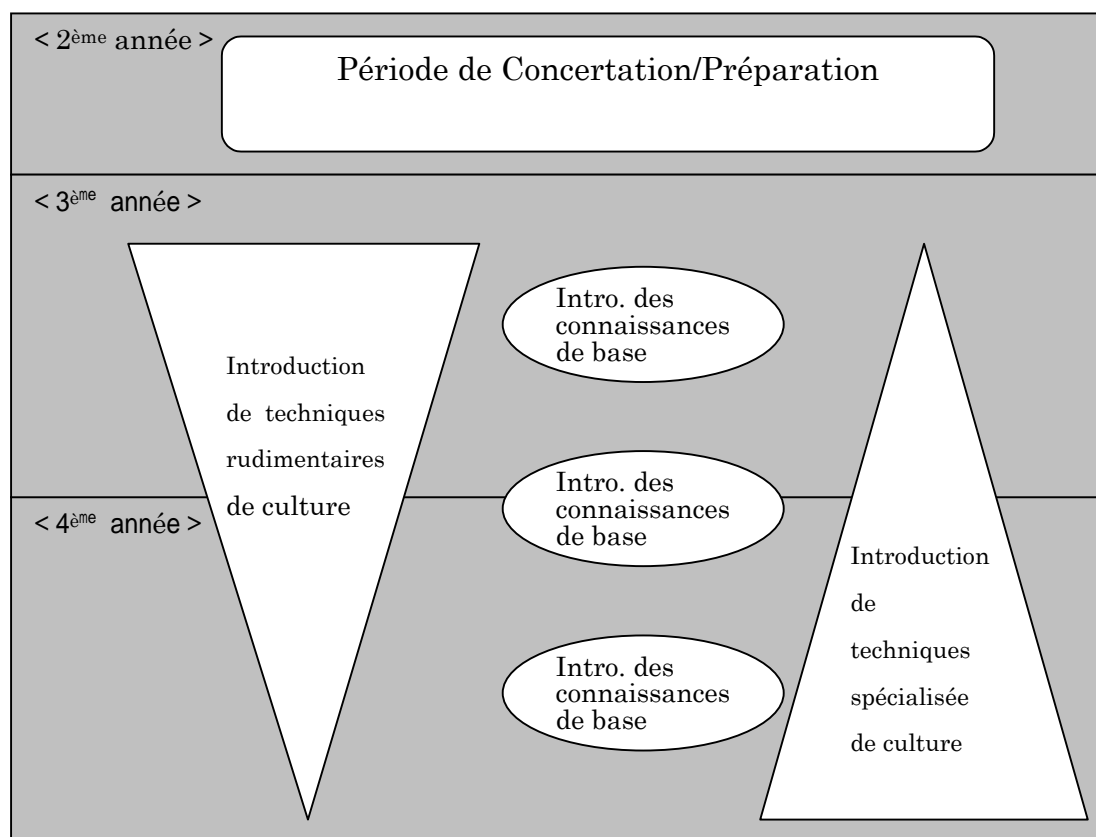 < 2ème année >
Période de Concertation/Préparation
< 3ème année >
Introduction
de techniques
rudimentaires
de culture
Intro. des
connaissances
de base
Intro. des
connaissances
de base
< 4ème année >
Intro. des
connaissances
de base
Introduction
de
techniques
spécialisée
de culture